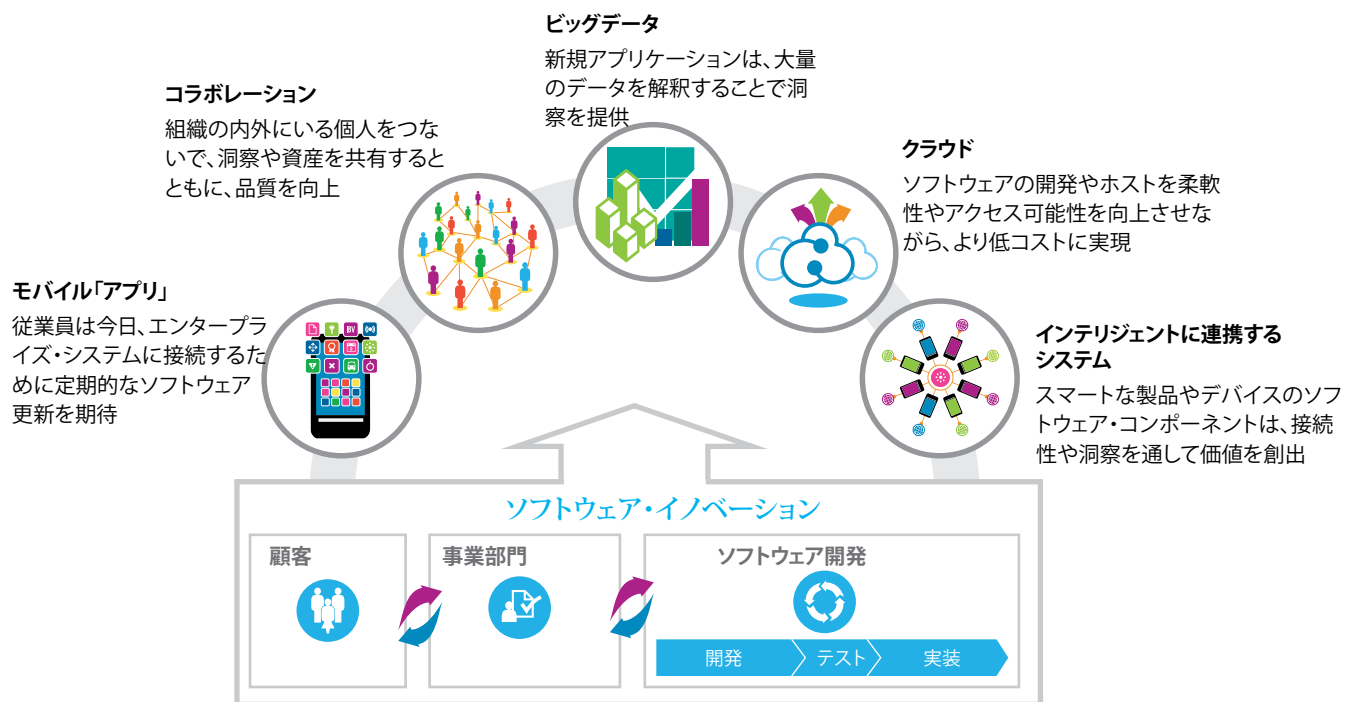 ビッグデータ
新規アプリケーションは、大量
のデータを解釈することで洞
察を提供
コラボレーション
組織の内外にいる個人をつな
いで、洞察や資産を共有すると
ともに、品質を向上
クラウド
ソフトウェアの開発やホストを柔軟
性やアクセス可能性を向上させな
がら、より低コストに実現
モバイル「アプリ」
従業員は今日、エンタープラ
イズ・システムに接続するた
めに定期的なソフトウェア
更新を期待
BV
インテリジェントに連携する
システム
スマートな製品やデバイスのソフ
トウェア・コンポーネントは、接続
性や洞察を通して価値を創出
ソフトウェア・イノベーション
顧客
事業部門
ソフトウェア開発
開発
テスト
実装